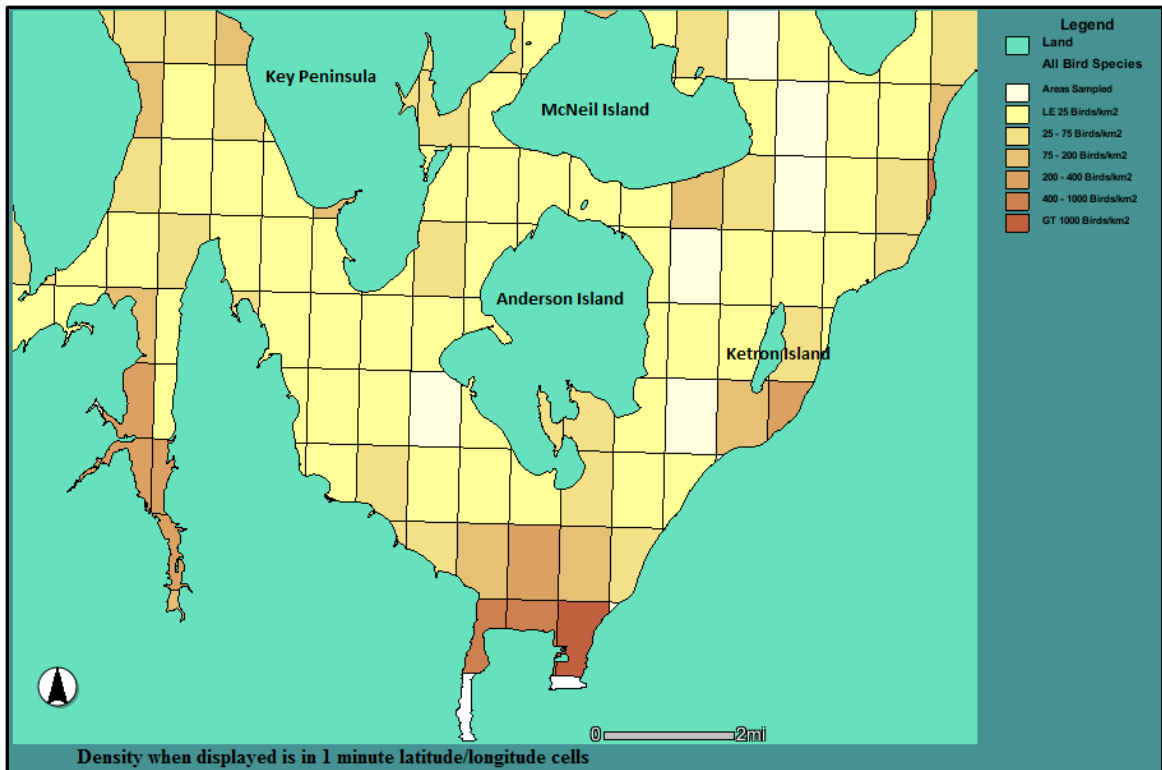 Key Peninsula
McNeil Island
Anderson Island
Ketron Island
0 2mi
Density when displayed is in 1 minute latitude/longitude cells
Legend
Land
All Bird Species
Areas Sampled
LE 25 Birds/km2
25 - 75 Birds/km2
75 - 200 Birds/km2
200 - 400 Birds/km2
400 - 1000 Birds/km2
GT 1000 Birds/km2